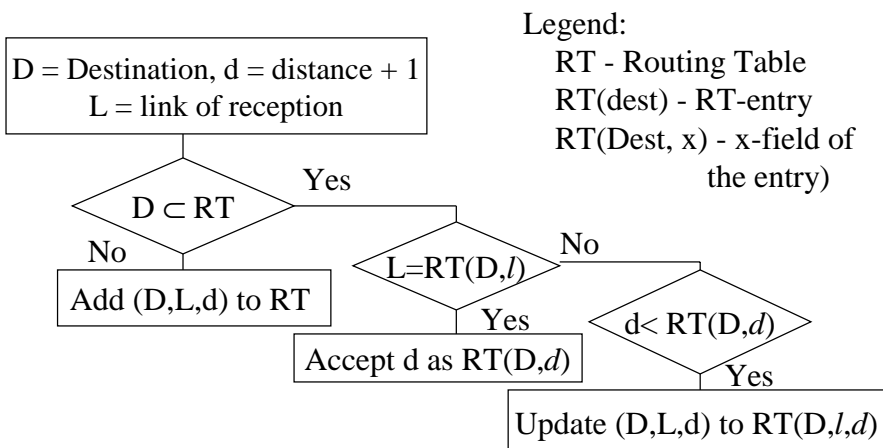 Legend:
RT - Routing Table
RT(dest) - RT-entry
RT(Dest, x) - x-field of
the entry)
D = Destination, d = distance + 1
L = link of reception
D ⊂ RT
Yes
No
Add (D,L,d) to RT
L=RT(D,l)
No
Yes
Accept d as RT(D,d)
d< RT(D,d)
Yes
Update (D,L,d) to RT(D,l,d)